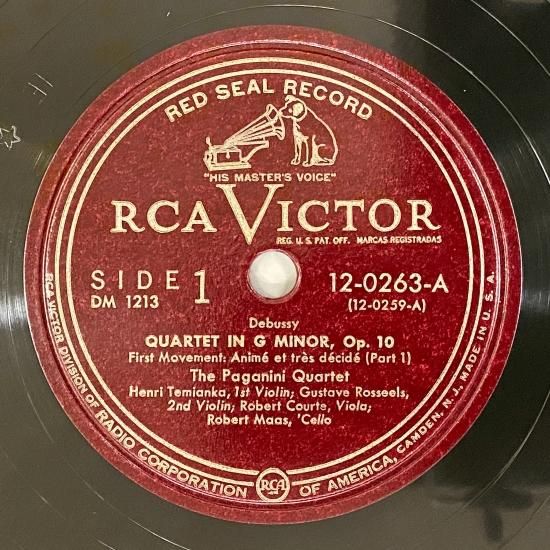 RED SEAL RECORD
"HIS MASTER'S VOICE"
RCA VICTOR
REG. U. S. PAT. OFF. MARCAS REGISTRADAS
SIDE 1
DM 1213
12-0263-A
(12-0259-A)
Debussy
QUARTET IN G MINOR, Op. 10
First Movement: Animé et très décidé (Part 1)
The Paganini Quartet
Henri Temianka, 1st Violin; Gustave Rosseels,
2nd Violin; Robert Courte, Viola;
Robert Maas, 'Cello
RCA VICTOR DIVISION OF RADIO CORPORATION OF AMERICA, CAMDEN, N.J., MADE IN U.S.A.
RCA